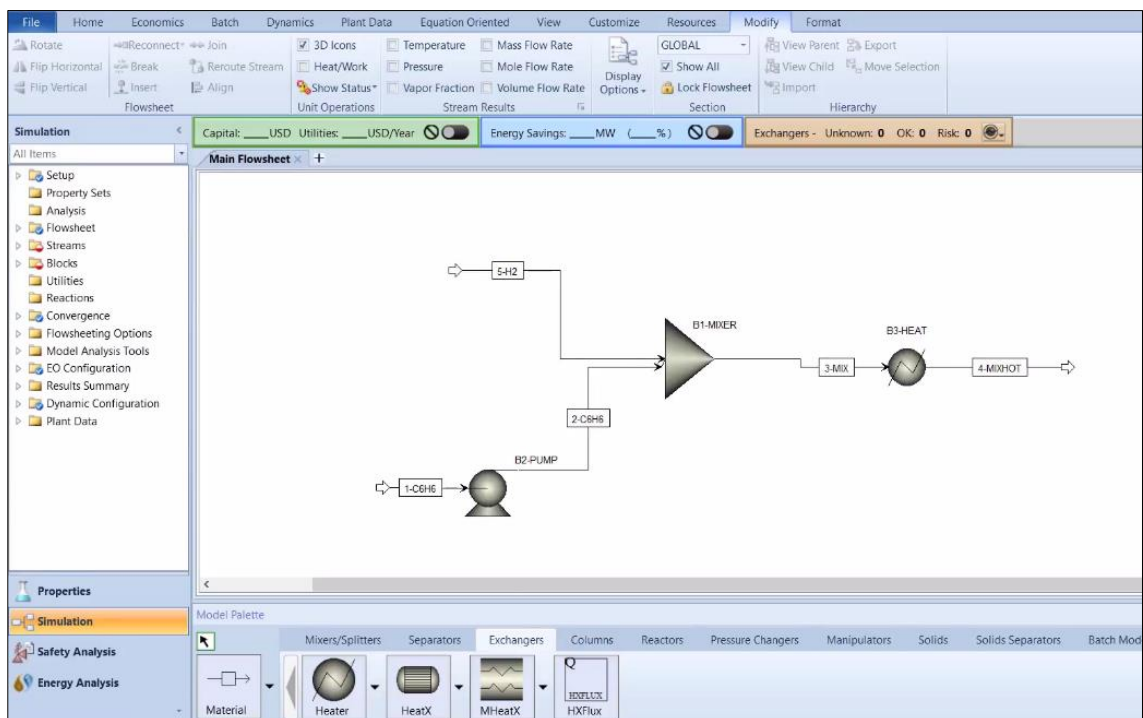 File Home Economics Batch Dynamics Plant Data Equation Oriented View Customize Resources Modify Format
Rotate Reconnect Join 3D Icons Temperature Mass Flow Rate GLOBAL View Parent Export
Flip Horizontal Break Reroute Stream Heat/Work Pressure Mole Flow Rate Display Options Show All View Child Move Selection
Flip Vertical Insert Align Show Status Vapor Fraction Volume Flow Rate Lock Flowsheet Import
Flowsheet Unit Operations Stream Results Section Hierarchy
Simulation < Capital: ____USD Utilities: ____USD/Year Energy Savings: ____MW (____%) Exchangers - Unknown: 0 OK: 0 Risk: 0
All Items
Main Flowsheet × +
Setup
Property Sets
Analysis
Flowsheet
Streams
Blocks
Utilities
Reactions
Convergence
Flowsheeting Options
Model Analysis Tools
EO Configuration
Results Summary
Dynamic Configuration
Plant Data
5-H2
B1-MIXER
B3-HEAT
3-MIX
4-MIXHOT
2-C6H6
B2-PUMP
1-C6H6
Properties
Simulation
Safety Analysis
Energy Analysis
Model Palette
Mixers/Splitters Separators Exchangers Columns Reactors Pressure Changers Manipulators Solids Solids Separators Batch Mod
Q
HXFLUX
Material Heater HeatX MHeatX HXFlux